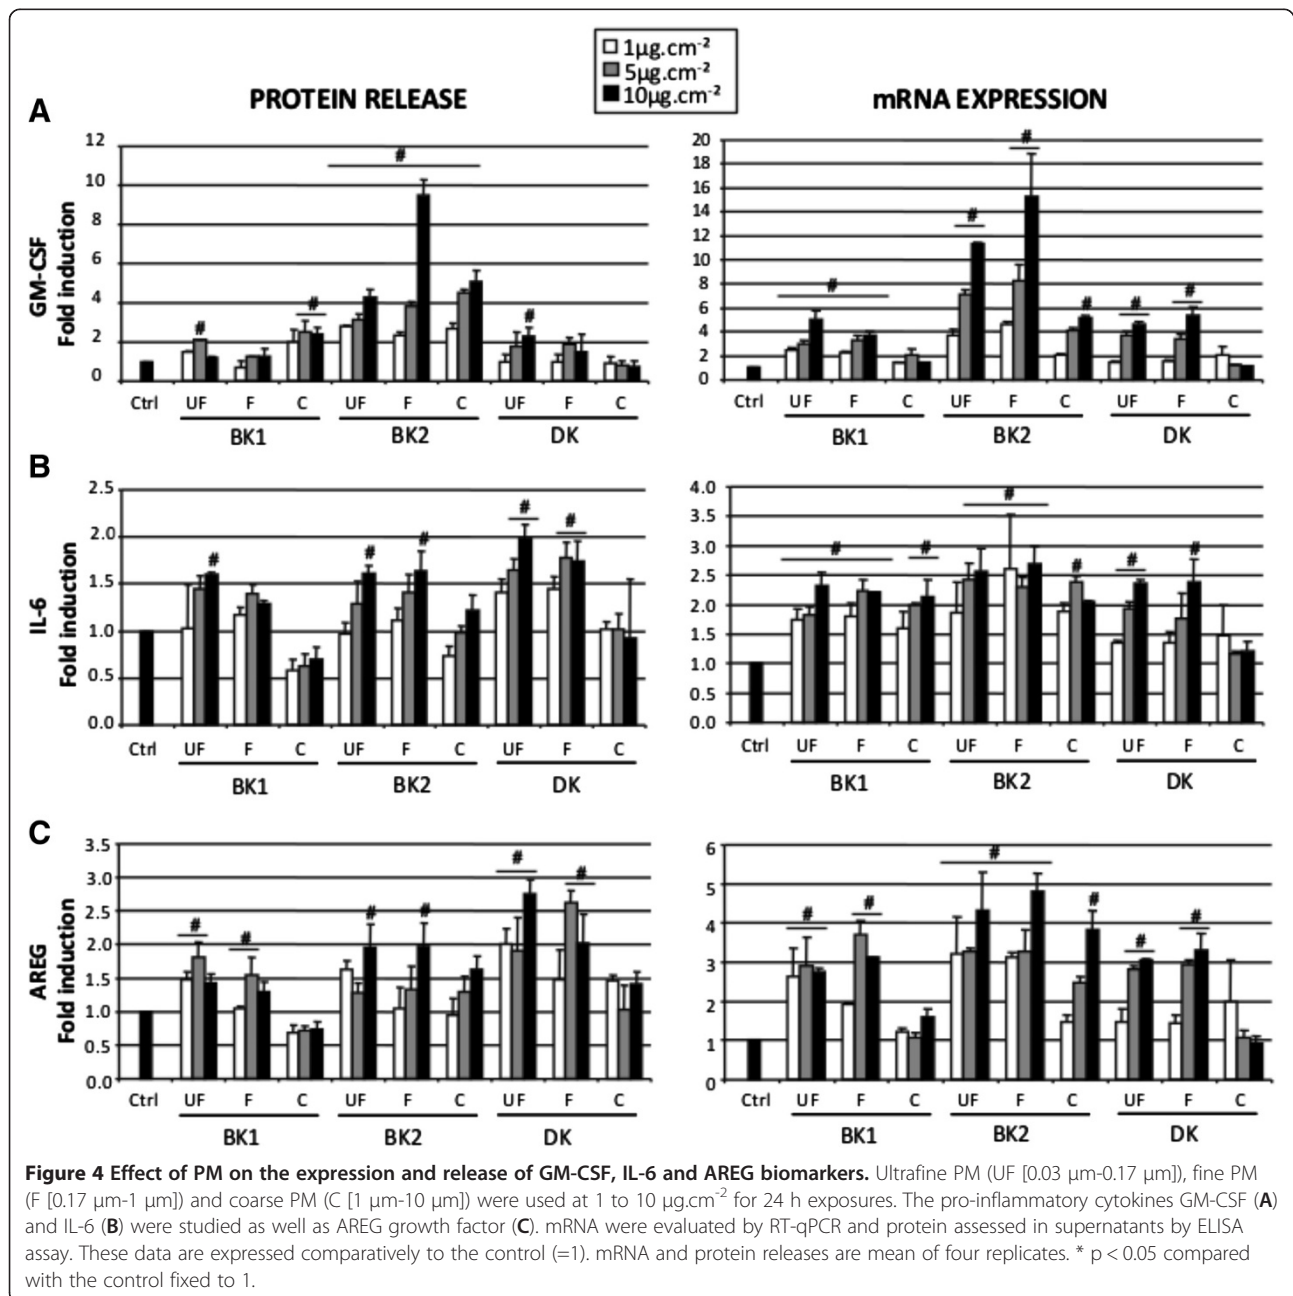 1µg.cm-²
5µg.cm-²
10µg.cm-²
PROTEIN RELEASE
mRNA EXPRESSION
A
GM-CSF
Fold induction
12
10
8
6
4
2
0
#
#
#
#
Ctrl UF F C UF F C UF F C
BK1 BK2 DK
20
18
16
14
12
10
8
6
4
2
0
#
#
#
#
#
#
Ctrl UF F C UF F C UF F C
BK1 BK2 DK
B
IL-6
Fold induction
2.5
2.0
1.5
1.0
0.5
0.0
#
#
#
#
#
Ctrl UF F C UF F C UF F C
BK1 BK2 DK
4.0
3.5
3.0
2.5
2.0
1.5
1.0
0.5
0.0
#
#
#
#
#
#
Ctrl UF F C UF F C UF F C
BK1 BK2 DK
C
AREG
Fold induction
3.5
3.0
2.5
2.0
1.5
1.0
0.5
0.0
#
#
#
#
#
#
Ctrl UF F C UF F C UF F C
BK1 BK2 DK
6
5
4
3
2
1
0
#
#
#
#
#
#
Ctrl UF F C UF F C UF F C
BK1 BK2 DK
Figure 4 Effect of PM on the expression and release of GM-CSF, IL-6 and AREG biomarkers. Ultrafine PM (UF [0.03 µm-0.17 µm]), fine PM
(F [0.17 µm-1 µm]) and coarse PM (C [1 µm-10 µm]) were used at 1 to 10 µg.cm-² for 24 h exposures. The pro-inflammatory cytokines GM-CSF (A)
and IL-6 (B) were studied as well as AREG growth factor (C). mRNA were evaluated by RT-qPCR and protein assessed in supernatants by ELISA
assay. These data are expressed comparatively to the control (=1). mRNA and protein releases are mean of four replicates. * p < 0.05 compared
with the control fixed to 1.